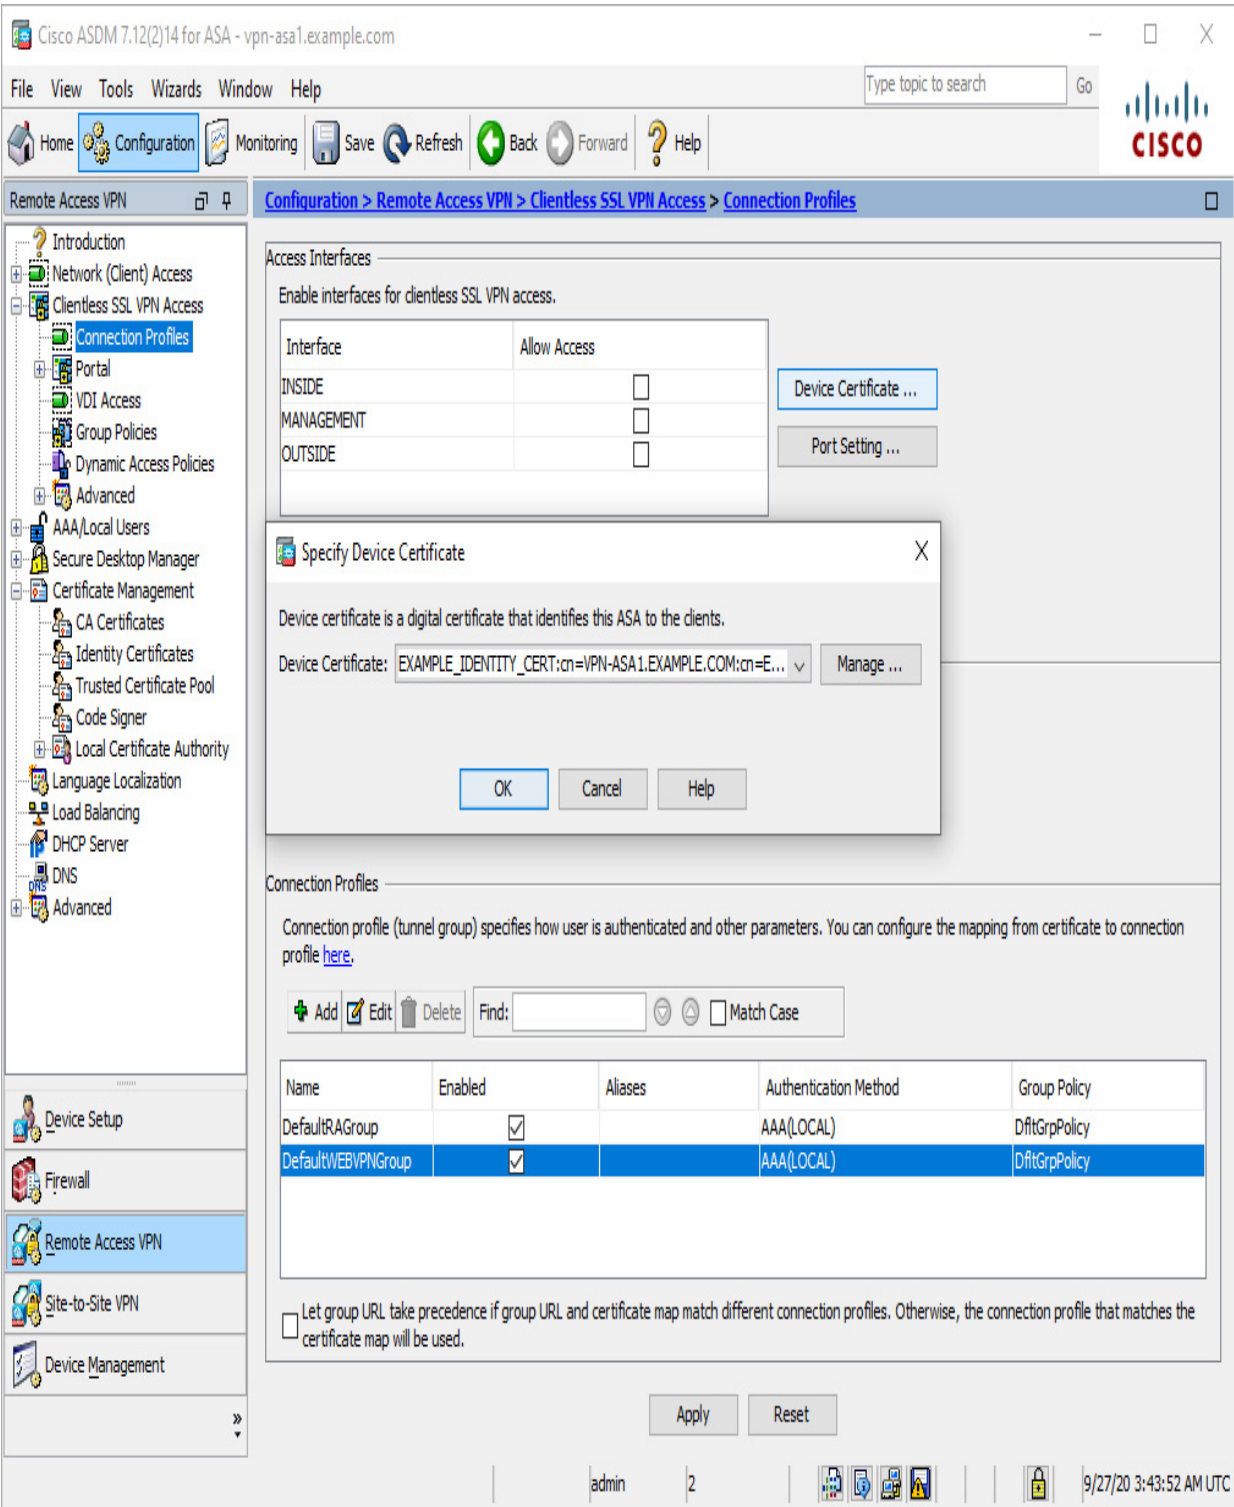 Cisco ASDM 7.12(2)14 for ASA - vpn-asa1.example.com
File View Tools Wizards Window Help
Type topic to search Go
CISCO
Home Configuration Monitoring Save Refresh Back Forward Help
Remote Access VPN
Configuration > Remote Access VPN > Clientless SSL VPN Access > Connection Profiles
Introduction
Network (Client) Access
Clientless SSL VPN Access
Connection Profiles
Portal
VDI Access
Group Policies
Dynamic Access Policies
Advanced
AAA/Local Users
Secure Desktop Manager
Certificate Management
CA Certificates
Identity Certificates
Trusted Certificate Pool
Code Signer
Local Certificate Authority
Language Localization
Load Balancing
DHCP Server
DNS
DNS
Advanced
Device Setup
Firewall
Remote Access VPN
Site-to-Site VPN
Device Management
»
Access Interfaces
Enable interfaces for clientless SSL VPN access.
Interface Allow Access
INSIDE
MANAGEMENT
OUTSIDE
Device Certificate ...
Port Setting ...
Specify Device Certificate
Device certificate is a digital certificate that identifies this ASA to the clients.
Device Certificate: EXAMPLE_IDENTITY_CERT:cn=VPN-ASA1.EXAMPLE.COM:cn=E... Manage ...
OK Cancel Help
Connection Profiles
Connection profile (tunnel group) specifies how user is authenticated and other parameters. You can configure the mapping from certificate to connection
profile here.
Add Edit Delete Find: Match Case
Name Enabled Aliases Authentication Method Group Policy
DefaultRAGroup AAA(LOCAL) DfltGrpPolicy
DefaultWEBVPNGroup AAA(LOCAL) DfltGrpPolicy
Let group URL take precedence if group URL and certificate map match different connection profiles. Otherwise, the connection profile that matches the
certificate map will be used.
Apply Reset
admin 2 9/27/20 3:43:52 AM UTC